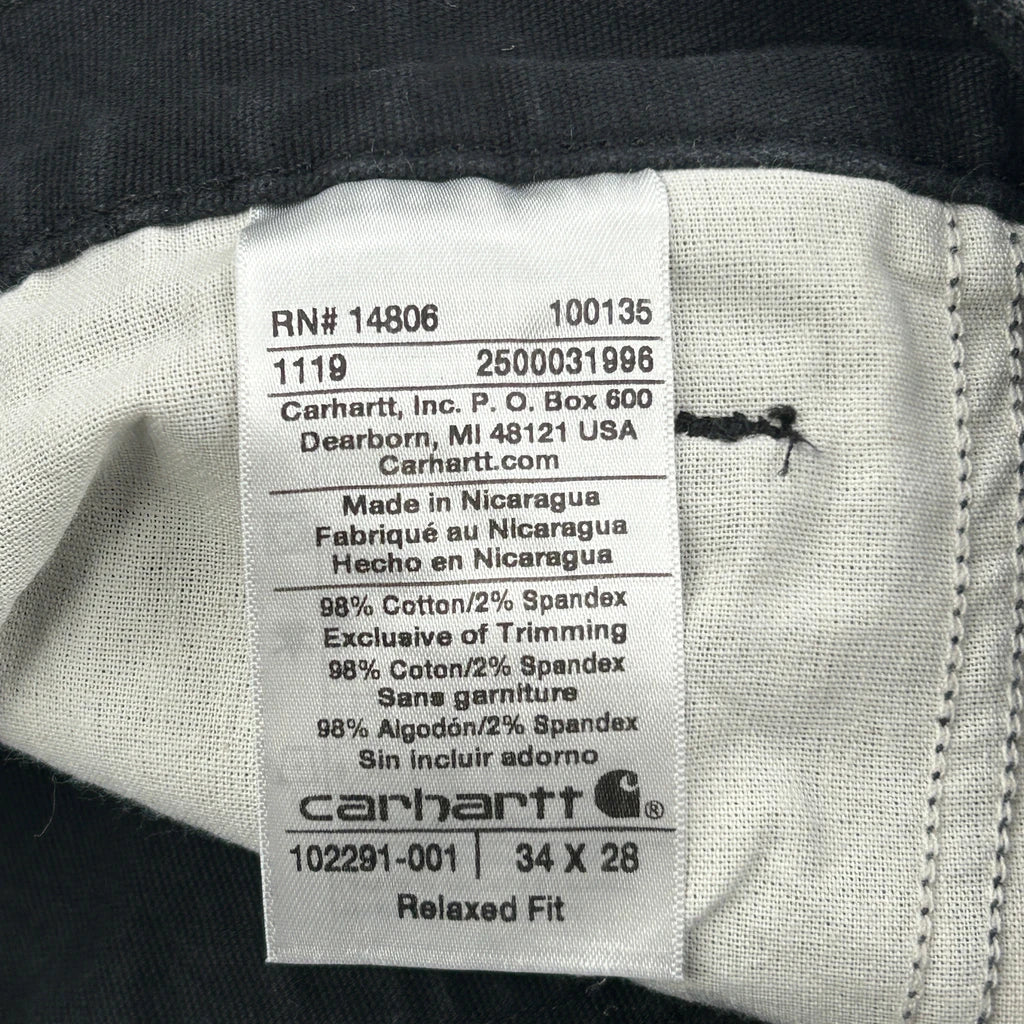 RN# 14806 100135
1119 2500031996
Carhartt, Inc. P. O. Box 600
Dearborn, MI 48121 USA
Carhartt.com
Made in Nicaragua
Fabriqué au Nicaragua
Hecho en Nicaragua
98% Cotton/2% Spandex
Exclusive of Trimming
98% Coton/2% Spandex
Sans garniture
98% Algodón/2% Spandex
Sin incluir adorno
carhartt ®
102291-001 | 34 X 28
Relaxed Fit